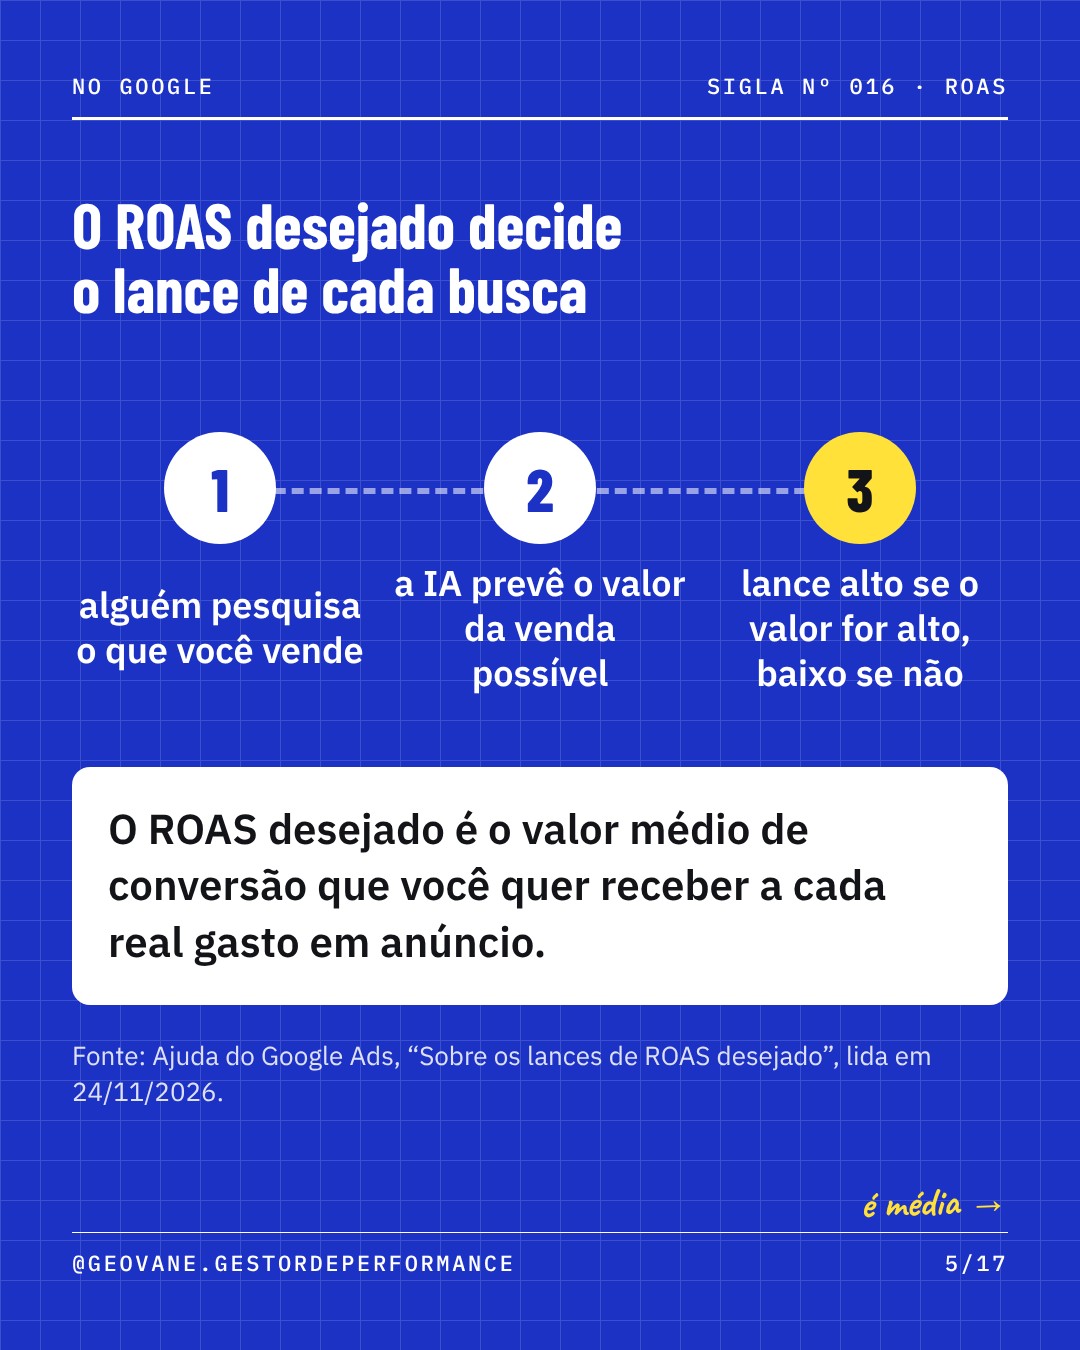 NO GOOGLE
SIGLA Nº 016 · ROAS
O ROAS desejado decide
o lance de cada busca
1
alguém pesquisa
o que você vende
2
a IA prevê o valor
da venda
possível
3
lance alto se o
valor for alto,
baixo se não
O ROAS desejado é o valor médio de
conversão que você quer receber a cada
real gasto em anúncio.
Fonte: Ajuda do Google Ads, “Sobre os lances de ROAS desejado”, lida em
24/11/2026.
é média →
@GEOVANE.GESTORDEPERFORMANCE
5/17